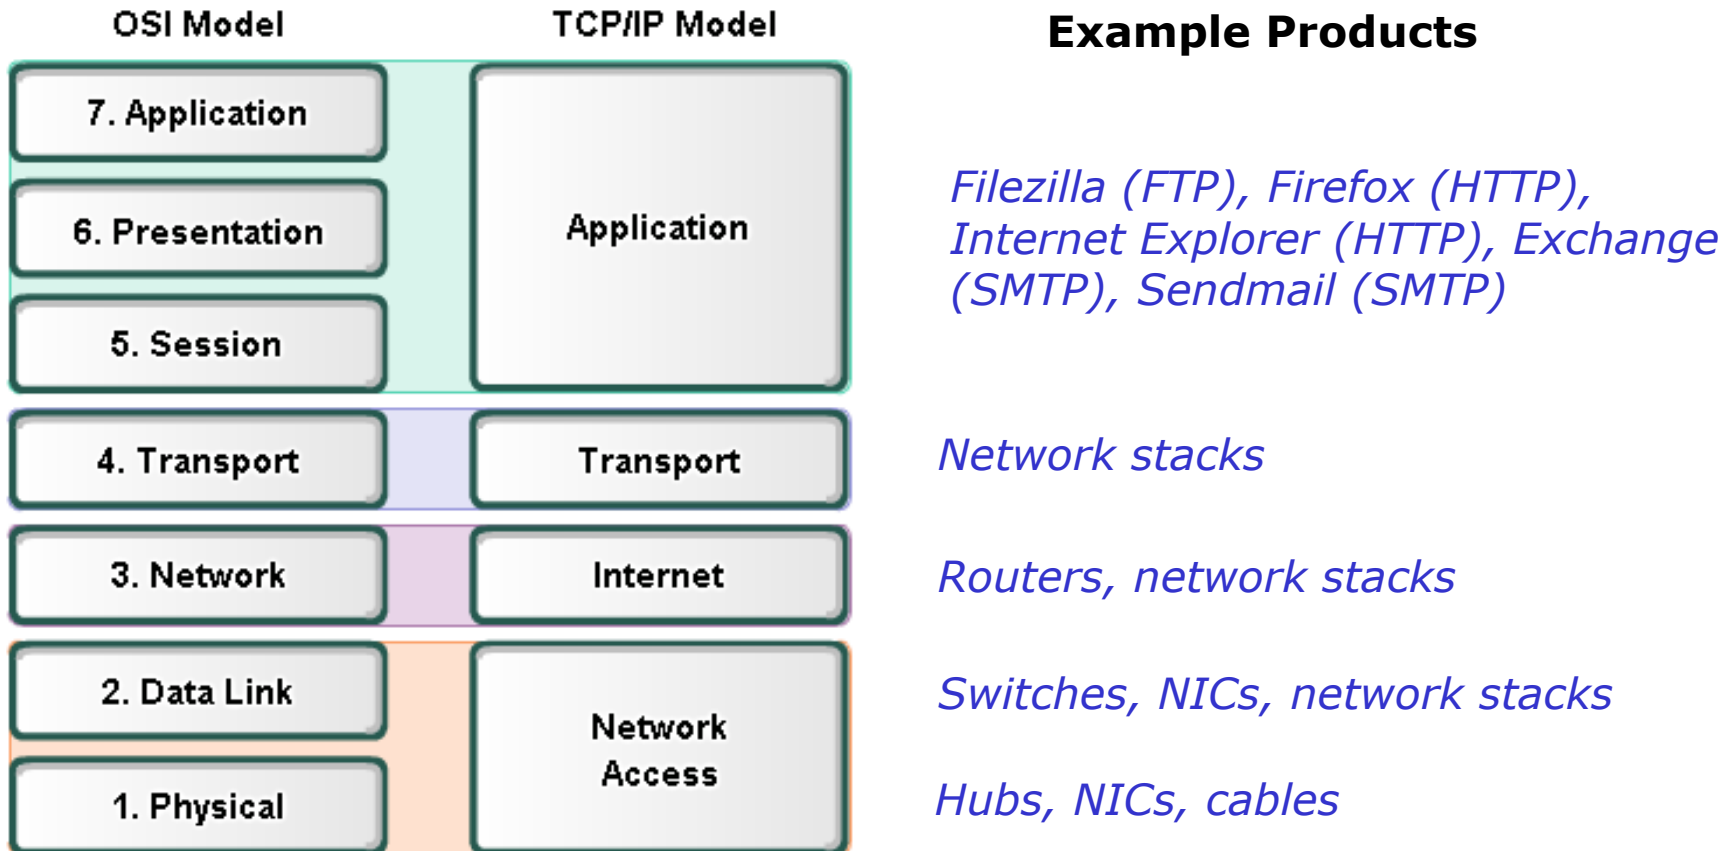 OSI Model TCP/IP Model Example Products
7. Application
6. Presentation
5. Session
Application
Filezilla (FTP), Firefox (HTTP),
Internet Explorer (HTTP), Exchange
(SMTP), Sendmail (SMTP)
4. Transport Transport Network stacks
3. Network Internet Routers, network stacks
2. Data Link
1. Physical
Network
Access
Switches, NICs, network stacks
Hubs, NICs, cables